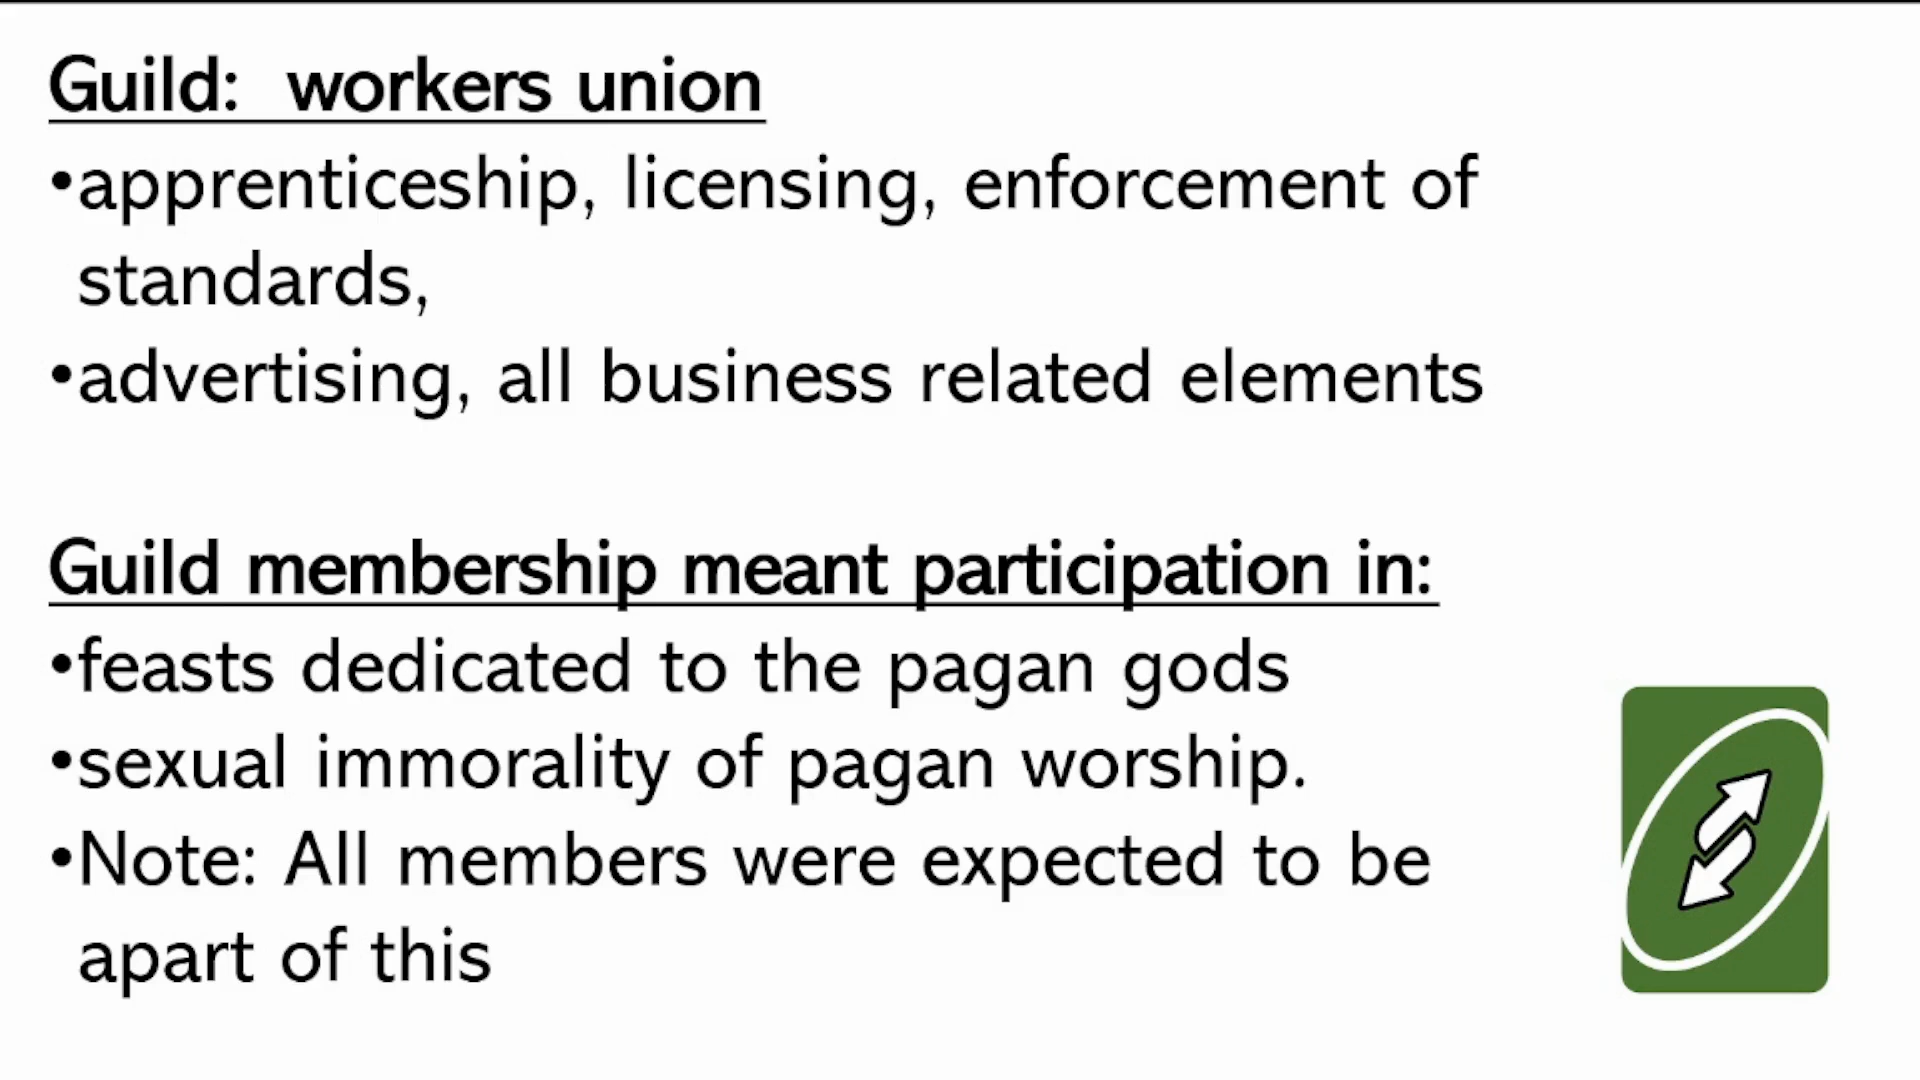 Guild:  workers union
•apprenticeship, licensing, enforcement of
standards,
•advertising, all business related elements
Guild membership meant participation in:
•feasts dedicated to the pagan gods
•sexual immorality of pagan worship.
•Note: All members were expected to be
apart of this